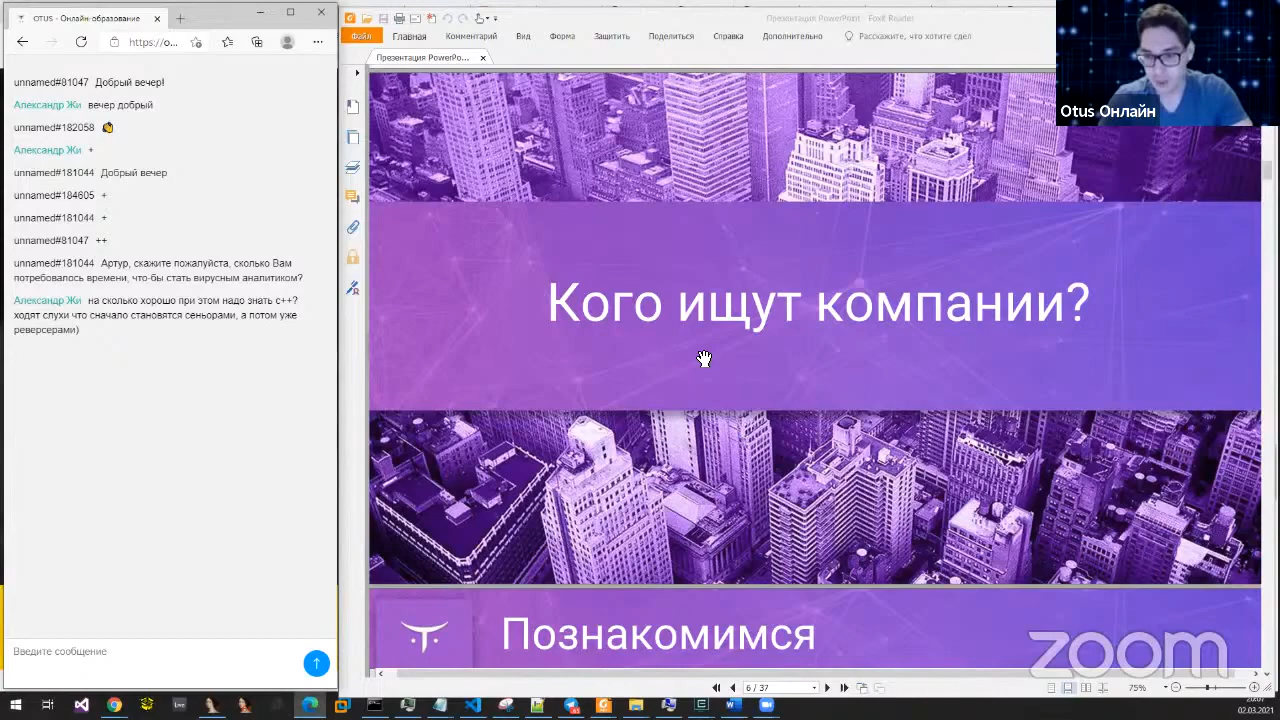 OTUS - Онлайн-образование
https://o...
unnamed#81047 Добрый вечер!
Александр Жи вечер добрый
unnamed#182058
Александр Жи +
unnamed#181044 Добрый вечер
unnamed#184605 +
unnamed#181044 +
unnamed#81047 ++
unnamed#181044 Артур, скажите пожалуйста, сколько Вам
потребовалось времени, что-бы стать вирусным аналитиком?
Александр Жи на сколько хорошо при этом надо знать с++?
ходят слухи что сначало становятся сеньорами, а потом уже
реверсерами)
Введите сообщение
Презентация PowerPoint - Foxit Reader
Файл Главная Комментарий Вид Форма Защитить Поделиться Справка Дополнительно Расскажите, что хотите сдел
Презентация PowerPo...
Otus Онлайн
Кого ищут компании?
Познакомимся
zoom
6 / 37
75%
20:07
02.03.2021